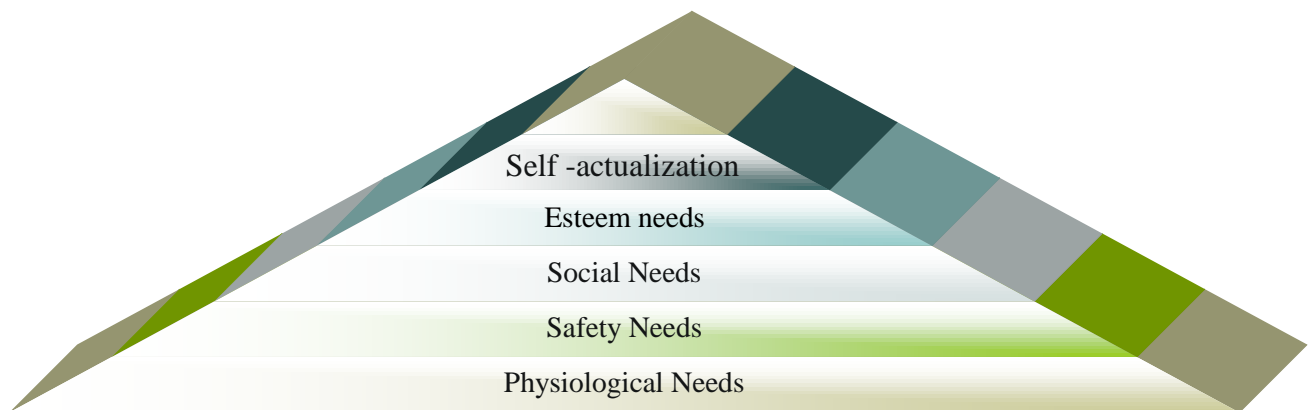 Self -actualization
Esteem needs
Social Needs
Safety Needs
Physiological Needs